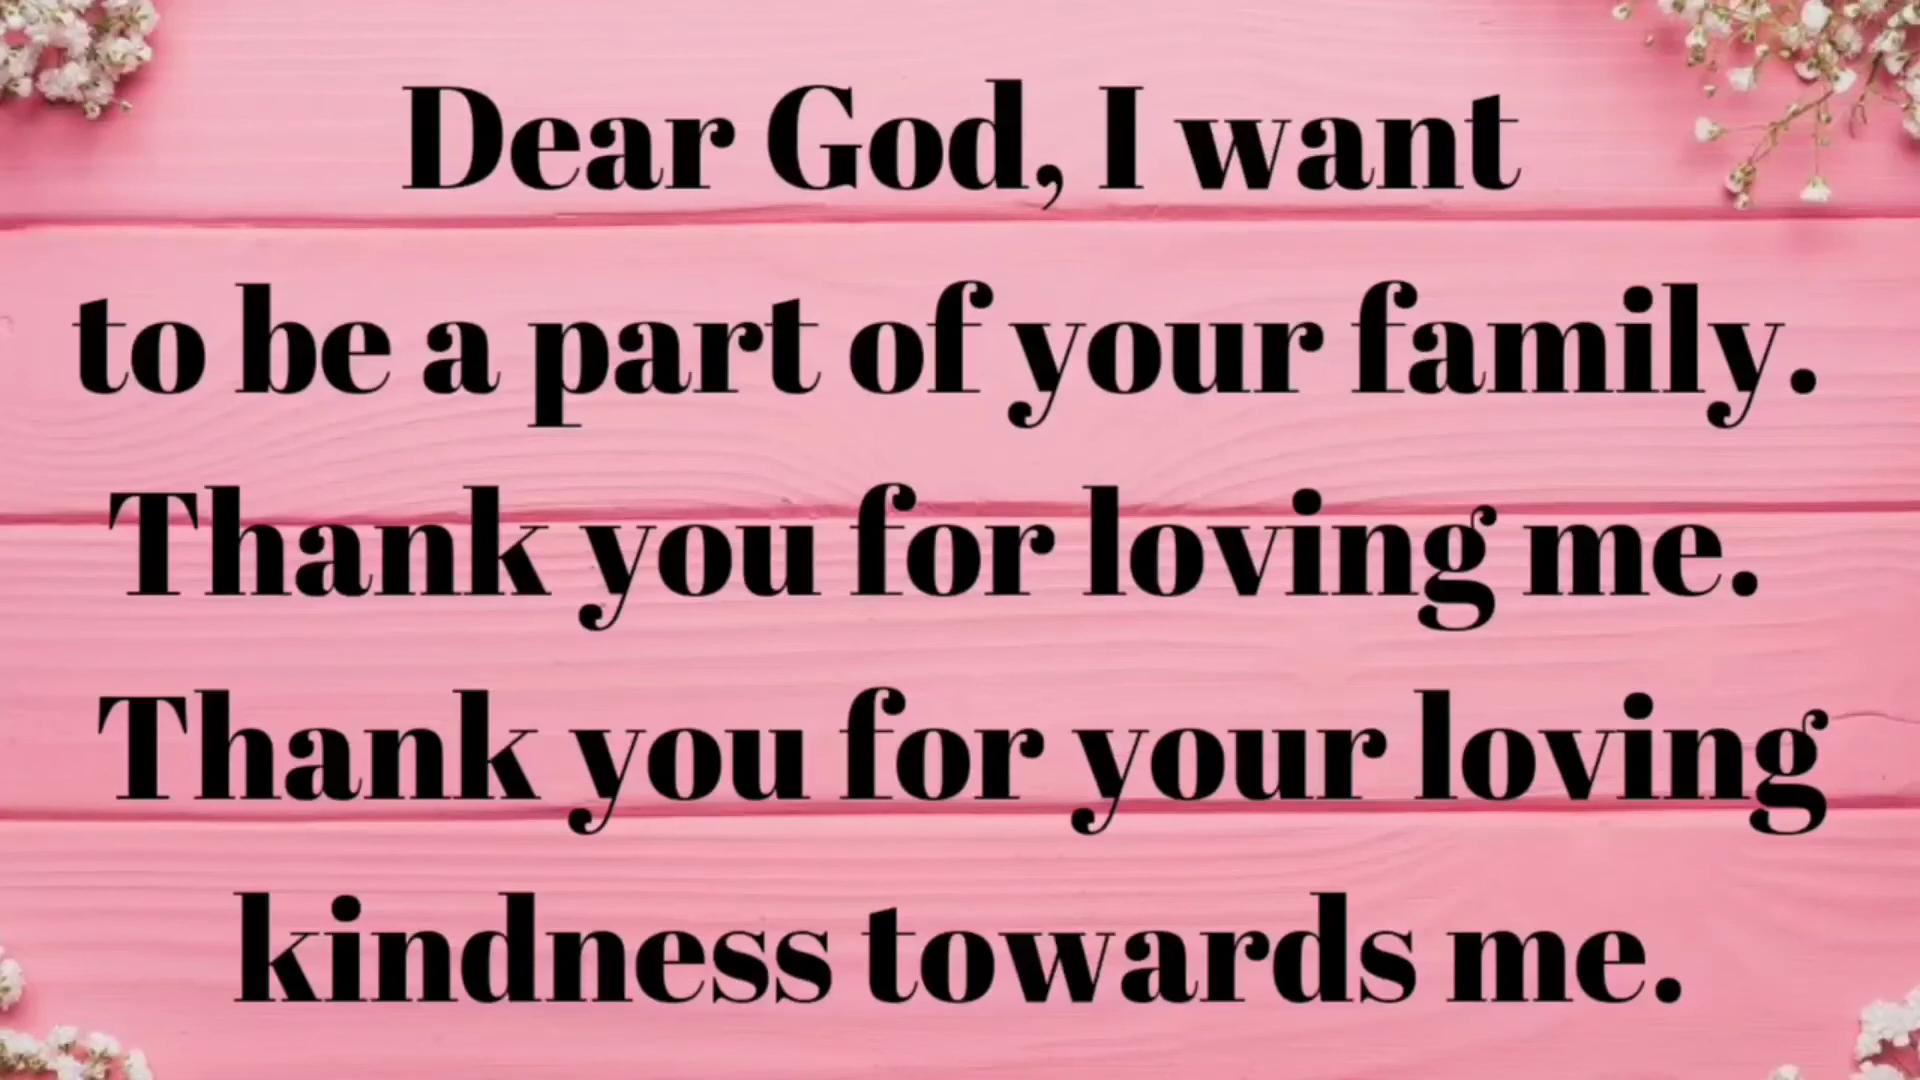 Dear God, I want
to be a part of your family.
Thank you for loving me.
Thank you for your loving
kindness towards me.